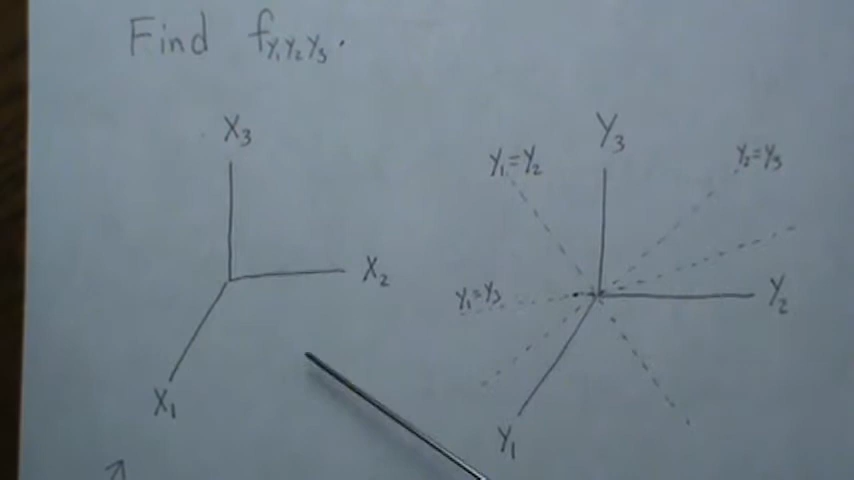 Find f_{Y₁Y₂Y₃}.
X₃
X₂
X₁
Y₃
Y₁=Y₂
Y₂=Y₃
Y₁=Y₃
Y₂
Y₁